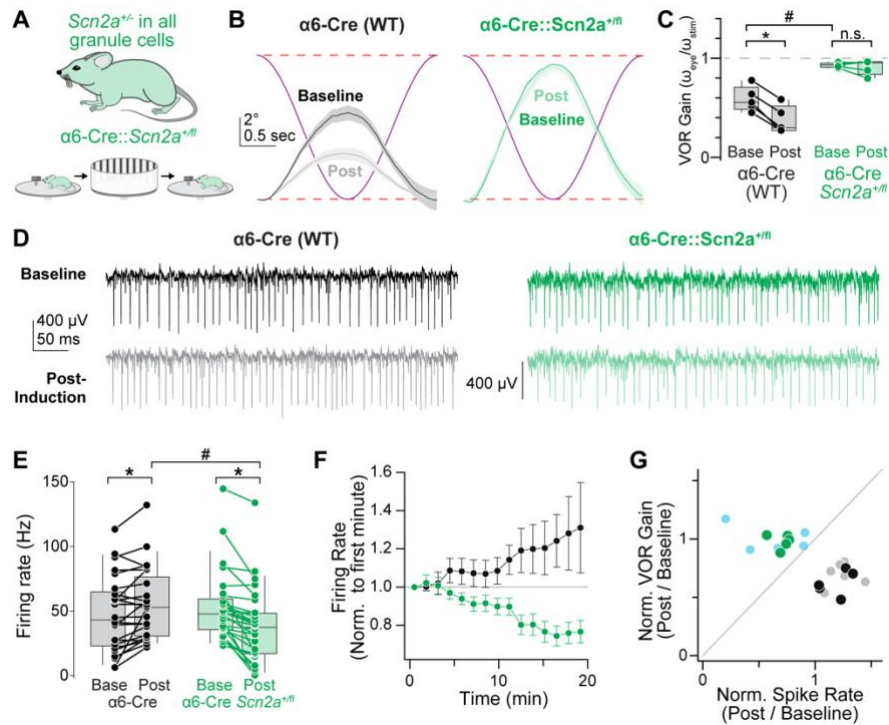 A
Scn2a+/- in all
granule cells
α6-Cre::Scn2a+/fl
B
α6-Cre (WT)
α6-Cre::Scn2a+/fl
Baseline
Post
2°
0.5 sec
Post
Baseline
C
VOR Gain (ωeye/ωstim)
#
*
n.s.
1
0
Base Post
α6-Cre
(WT)
Base Post
α6-Cre
Scn2a+/fl
D
α6-Cre (WT)
α6-Cre::Scn2a+/fl
Baseline
400 µV
50 ms
Post-
Induction
400 µV
E
Firing rate (Hz)
150
100
50
0
*
#
*
Base Post
α6-Cre
Base Post
α6-Cre Scn2a+/fl
F
Firing Rate
(Norm. to first minute)
1.6
1.4
1.2
1.0
0.8
0 5 10 15 20
Time (min)
G
Norm. VOR Gain
(Post / Baseline)
1
0
0 1
Norm. Spike Rate
(Post / Baseline)